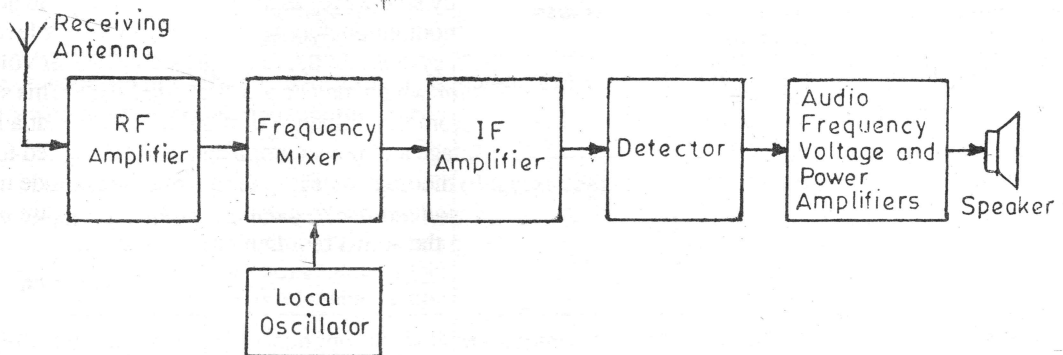 Receiving
Antenna
RF
Amplifier
Frequency
Mixer
IF
Amplifier
Detector
Audio
Frequency
Voltage and
Power
Amplifiers
Speaker
Local
Oscillator